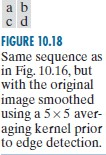 a b
c d
FIGURE 10.18
Same sequence as
in Fig. 10.16, but
with the original
image smoothed
using a 5 × 5 aver-
aging kernel prior
to edge detection.